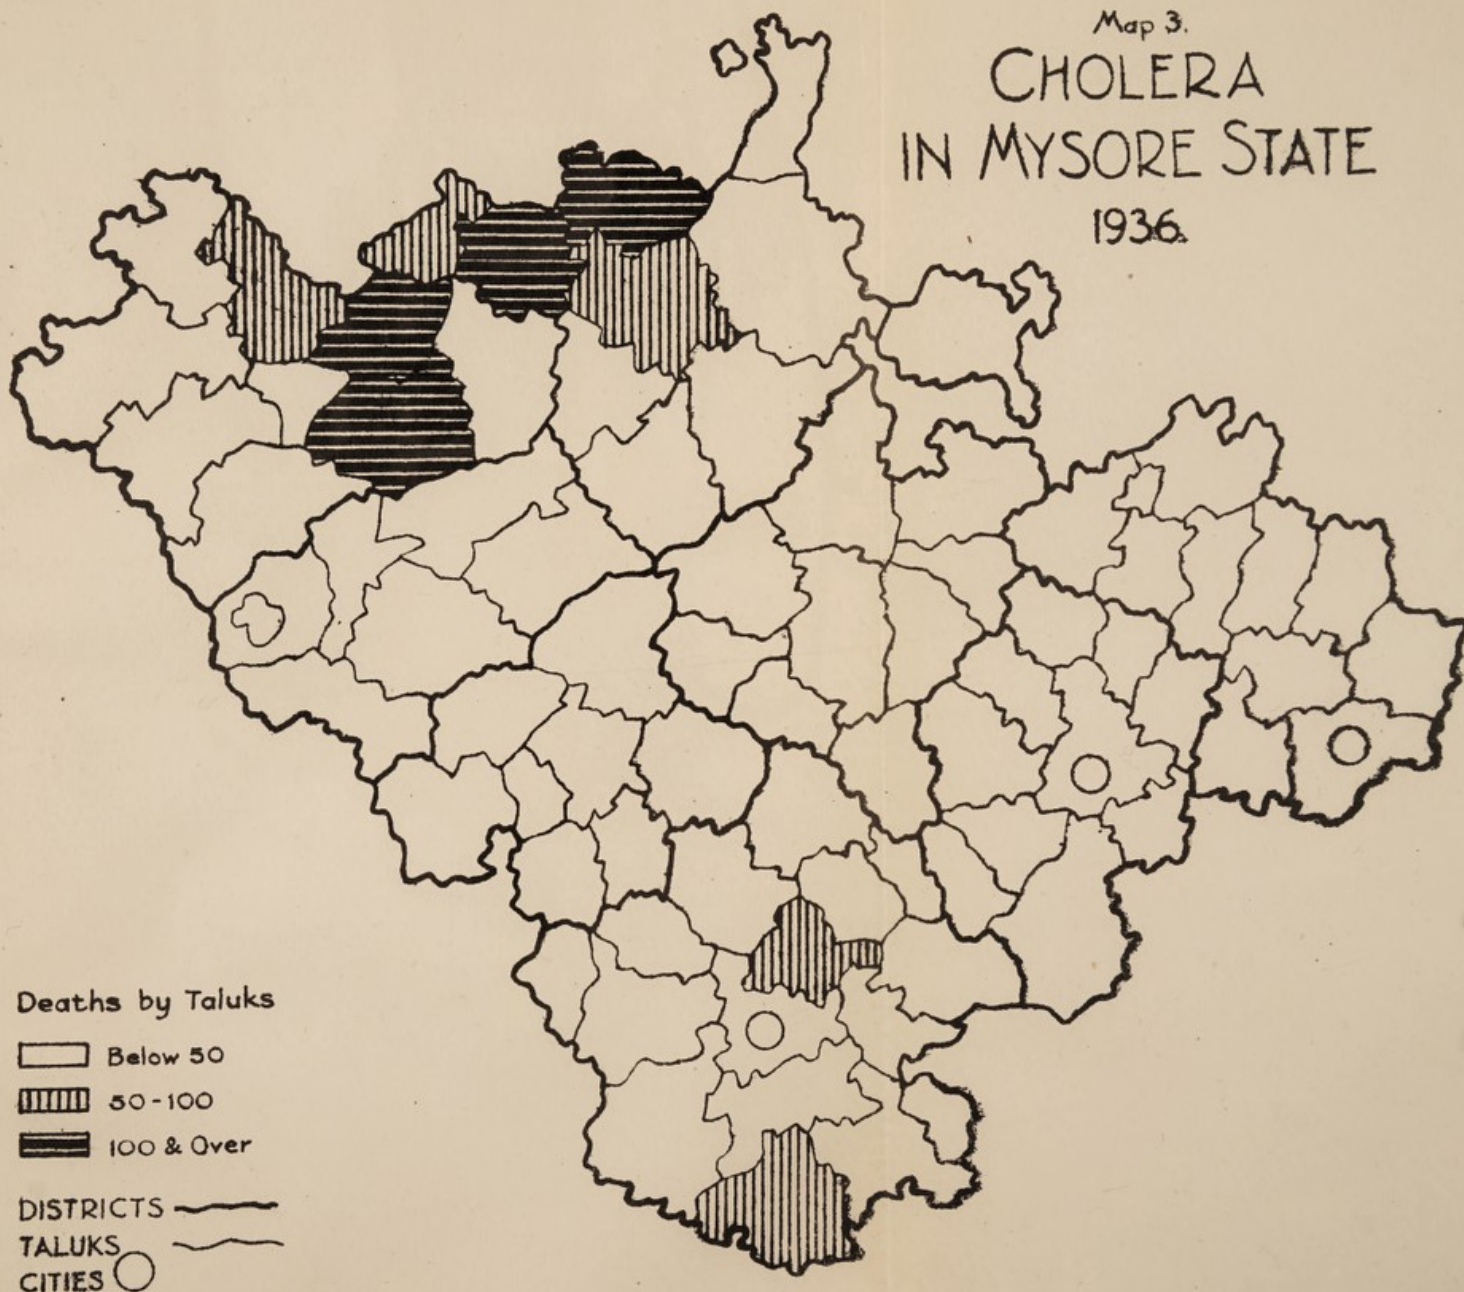 Map 3.
CHOLERA
IN MYSORE STATE
1936.
Deaths by Taluks
Below 50
50-100
100 & Over
DISTRICTS
TALUKS
CITIES